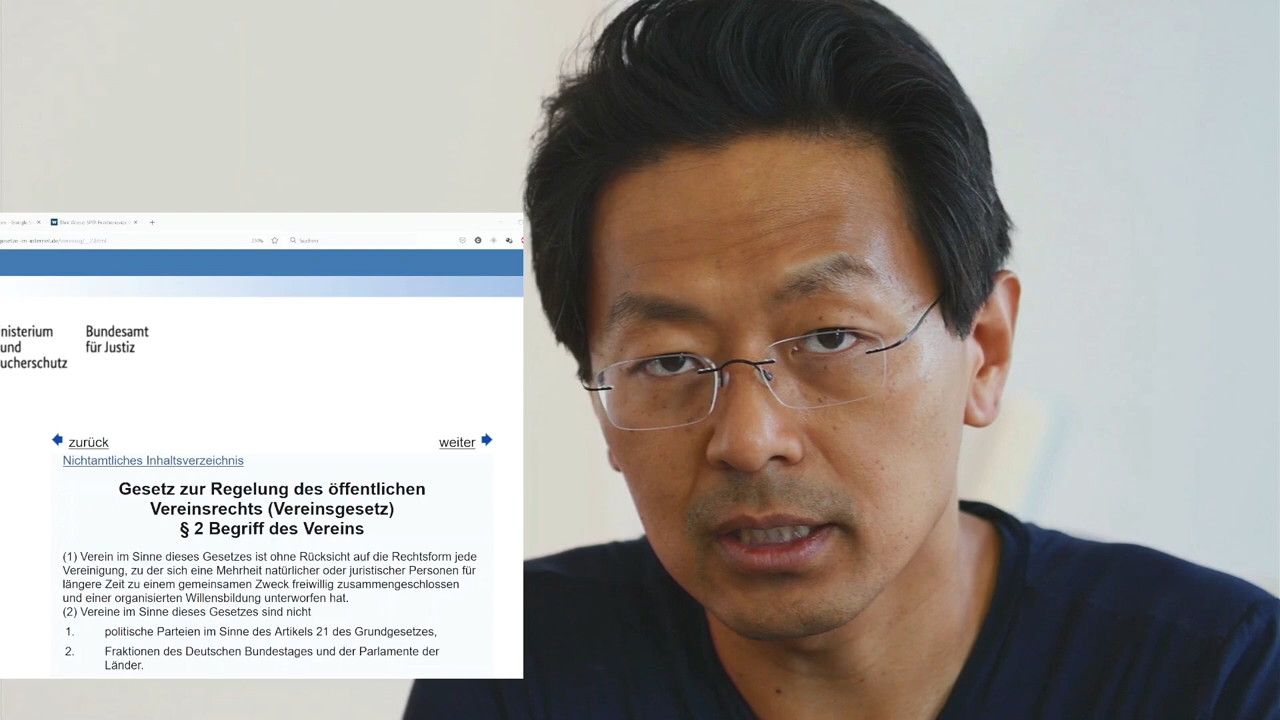 250%
Suchen
nisterium
und
ucherschutz
Bundesamt
für Justiz
zurück
weiter
Nichtamtliches Inhaltsverzeichnis
Gesetz zur Regelung des öffentlichen
Vereinsrechts (Vereinsgesetz)
§ 2 Begriff des Vereins
(1) Verein im Sinne dieses Gesetzes ist ohne Rücksicht auf die Rechtsform jede
Vereinigung, zu der sich eine Mehrheit natürlicher oder juristischer Personen für
längere Zeit zu einem gemeinsamen Zweck freiwillig zusammengeschlossen
und einer organisierten Willensbildung unterworfen hat.
(2) Vereine im Sinne dieses Gesetzes sind nicht
1. politische Parteien im Sinne des Artikels 21 des Grundgesetzes,
2. Fraktionen des Deutschen Bundestages und der Parlamente der
Länder.